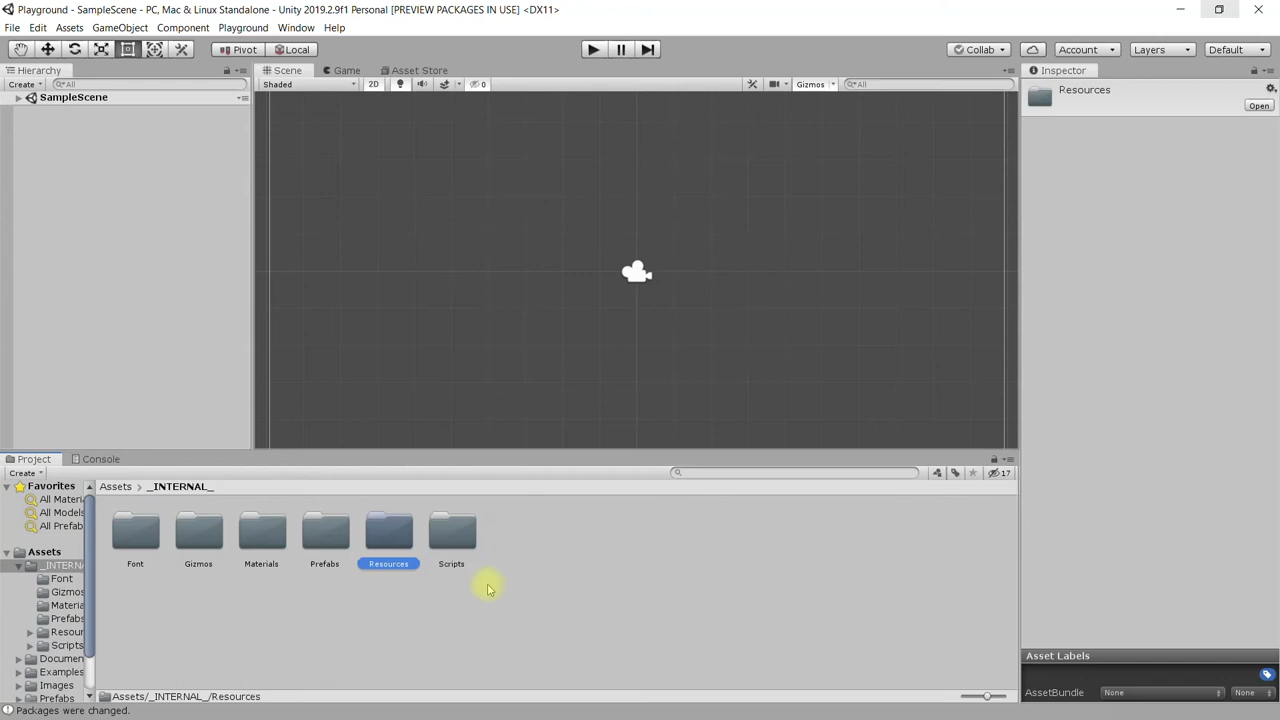 Playground - SampleScene - PC, Mac & Linux Standalone - Unity 2019.2.9f1 Personal [PREVIEW PACKAGES IN USE] <DX11>
File Edit Assets GameObject Component Playground Window Help
Pivot Local Collab Account Layers Default
Hierarchy Scene Game Asset Store Inspector
Create All Shaded 2D 0 Gizmos All
Resources
SampleScene
Open
Project Console
Create 17
Favorites Assets _INTERNAL_
All Materi
All Models
All Prefab
Assets
_INTERN
Font Gizmos Materials Prefabs Resources Scripts
Font
Gizmos
Materia
Prefabs
Resour
Scripts
Documen
Examples
Images
Prefabs
Assets/_INTERNAL_/Resources
Asset Labels
AssetBundle None None
Packages were changed.